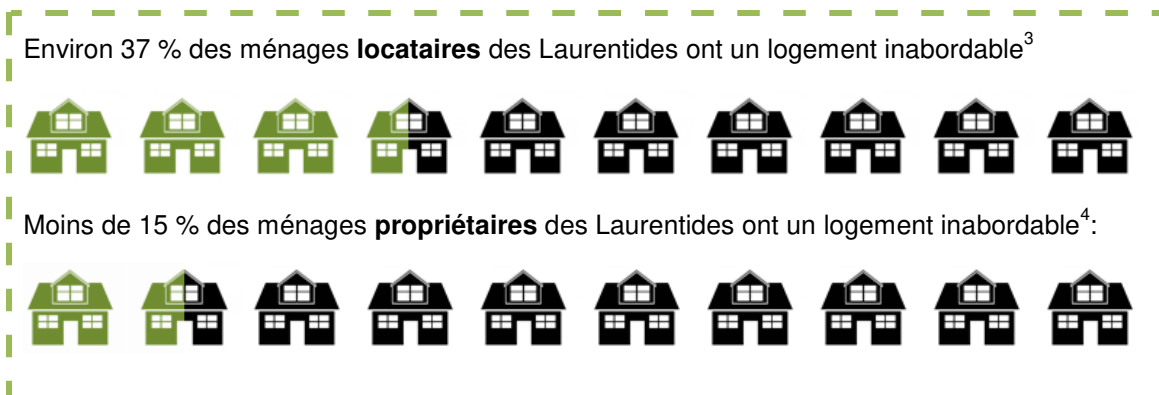 Environ 37 % des ménages locataires des Laurentides ont un logement inabordable³
Moins de 15 % des ménages propriétaires des Laurentides ont un logement inabordable⁴: